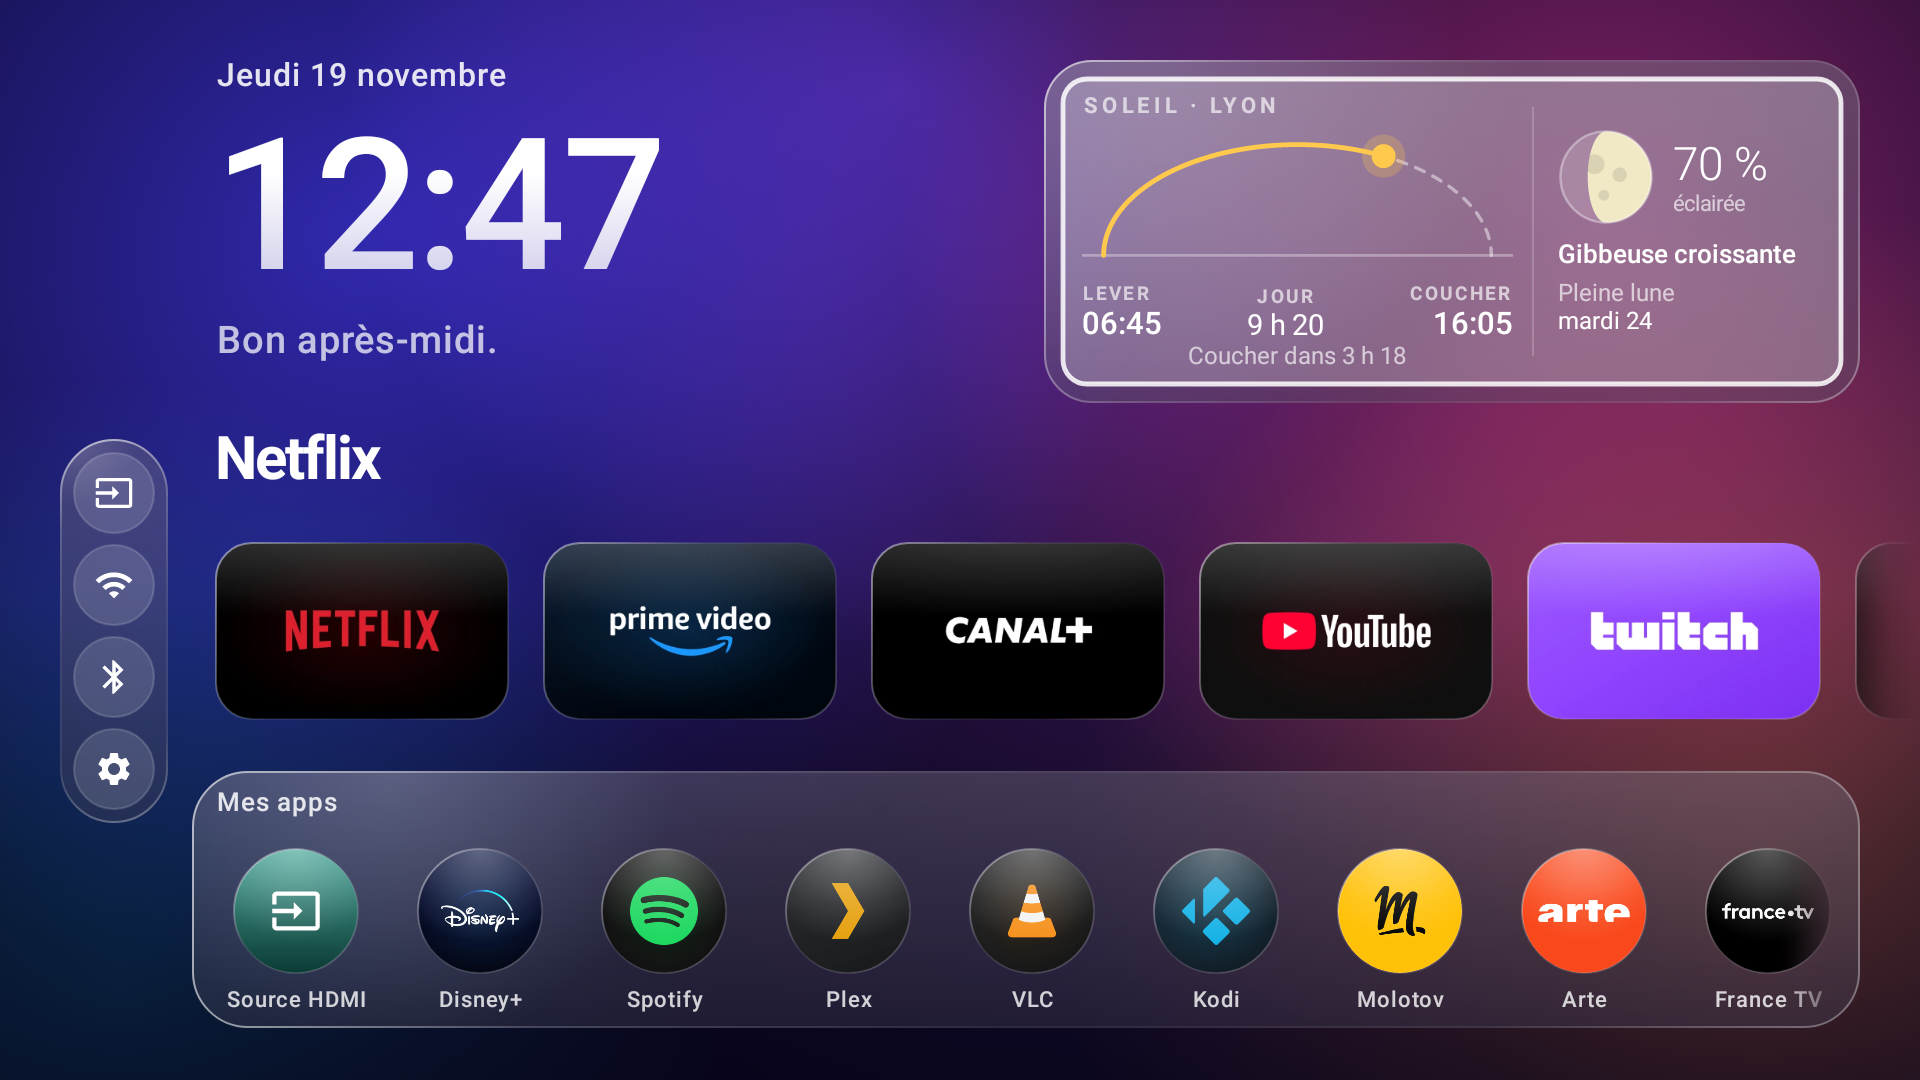 Jeudi 19 novembre
12:47
Bon après-midi.
SOLEIL · LYON
LEVER
06:45
JOUR
9 h 20
COUCHER
16:05
Coucher dans 3 h 18
70 %
éclairée
Gibbeuse croissante
Pleine lune
mardi 24
Netflix
NETFLIX
prime video
CANAL+
YouTube
twitch
Mes apps
Disney+
M.
arte
france•tv
Source HDMI
Disney+
Spotify
Plex
VLC
Kodi
Molotov
Arte
France TV